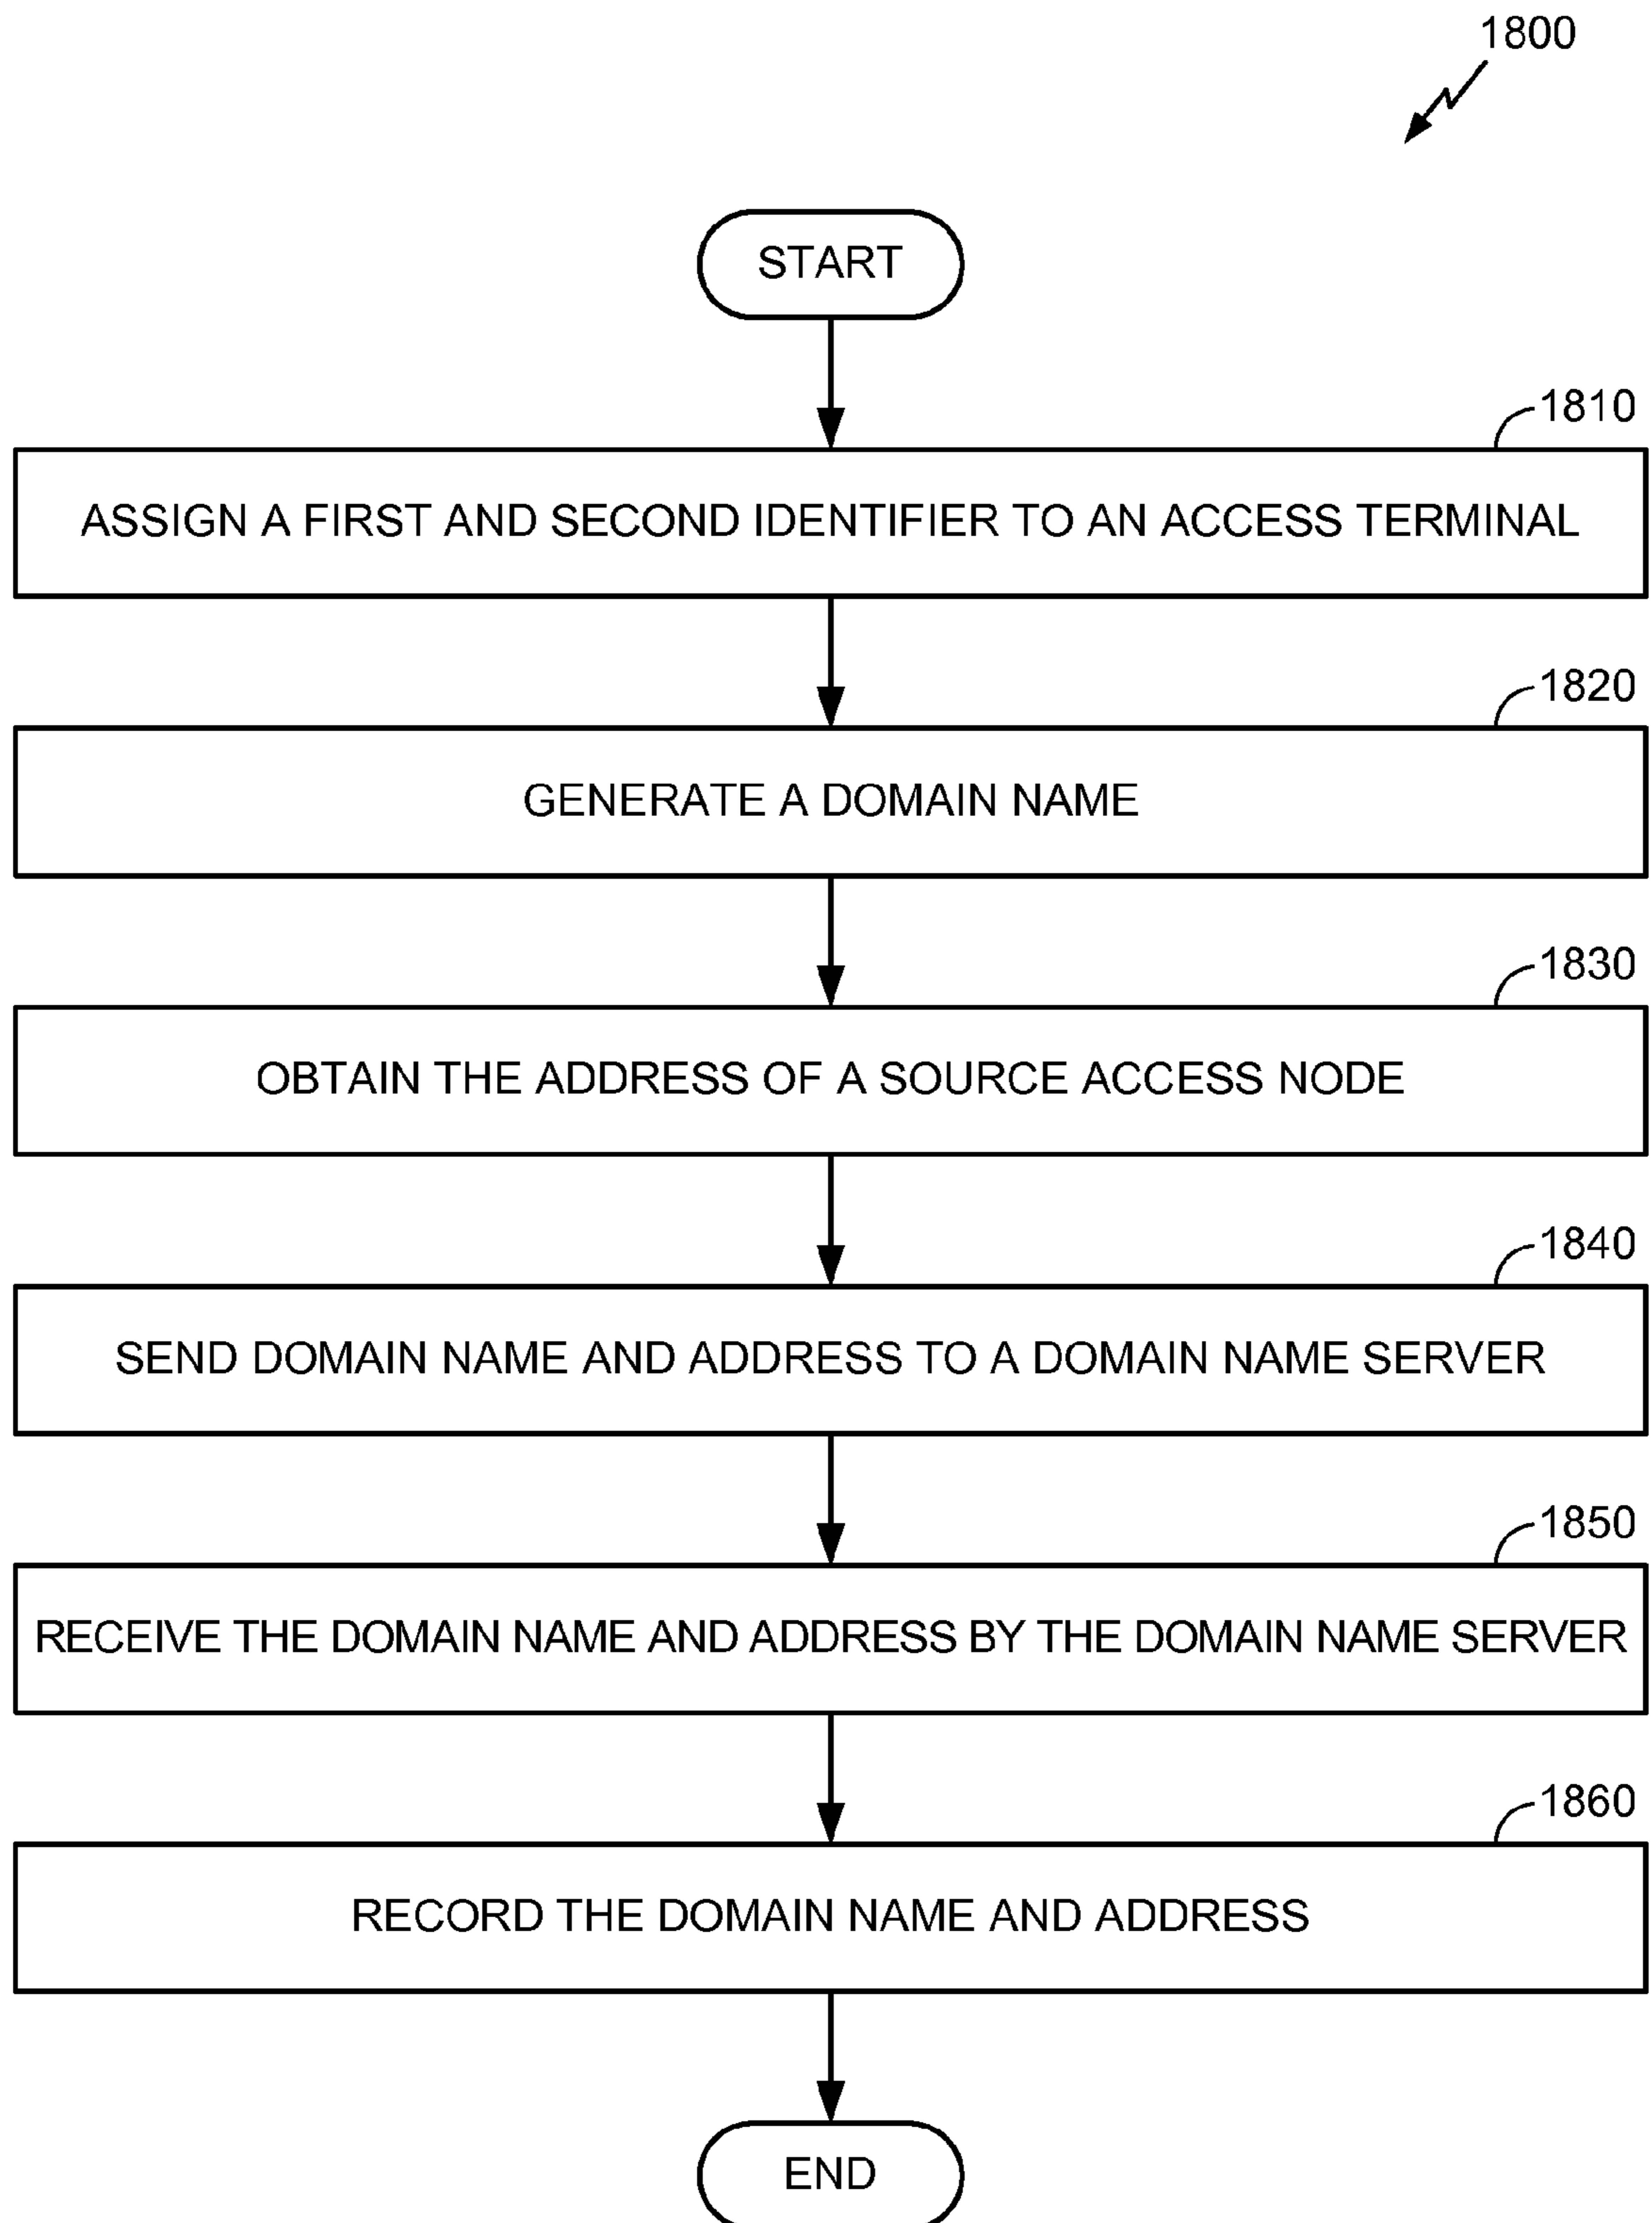 1800
START
1810
ASSIGN A FIRST AND SECOND IDENTIFIER TO AN ACCESS TERMINAL
1820
GENERATE A DOMAIN NAME
1830
OBTAIN THE ADDRESS OF A SOURCE ACCESS NODE
1840
SEND DOMAIN NAME AND ADDRESS TO A DOMAIN NAME SERVER
1850
RECEIVE THE DOMAIN NAME AND ADDRESS BY THE DOMAIN NAME SERVER
1860
RECORD THE DOMAIN NAME AND ADDRESS
END